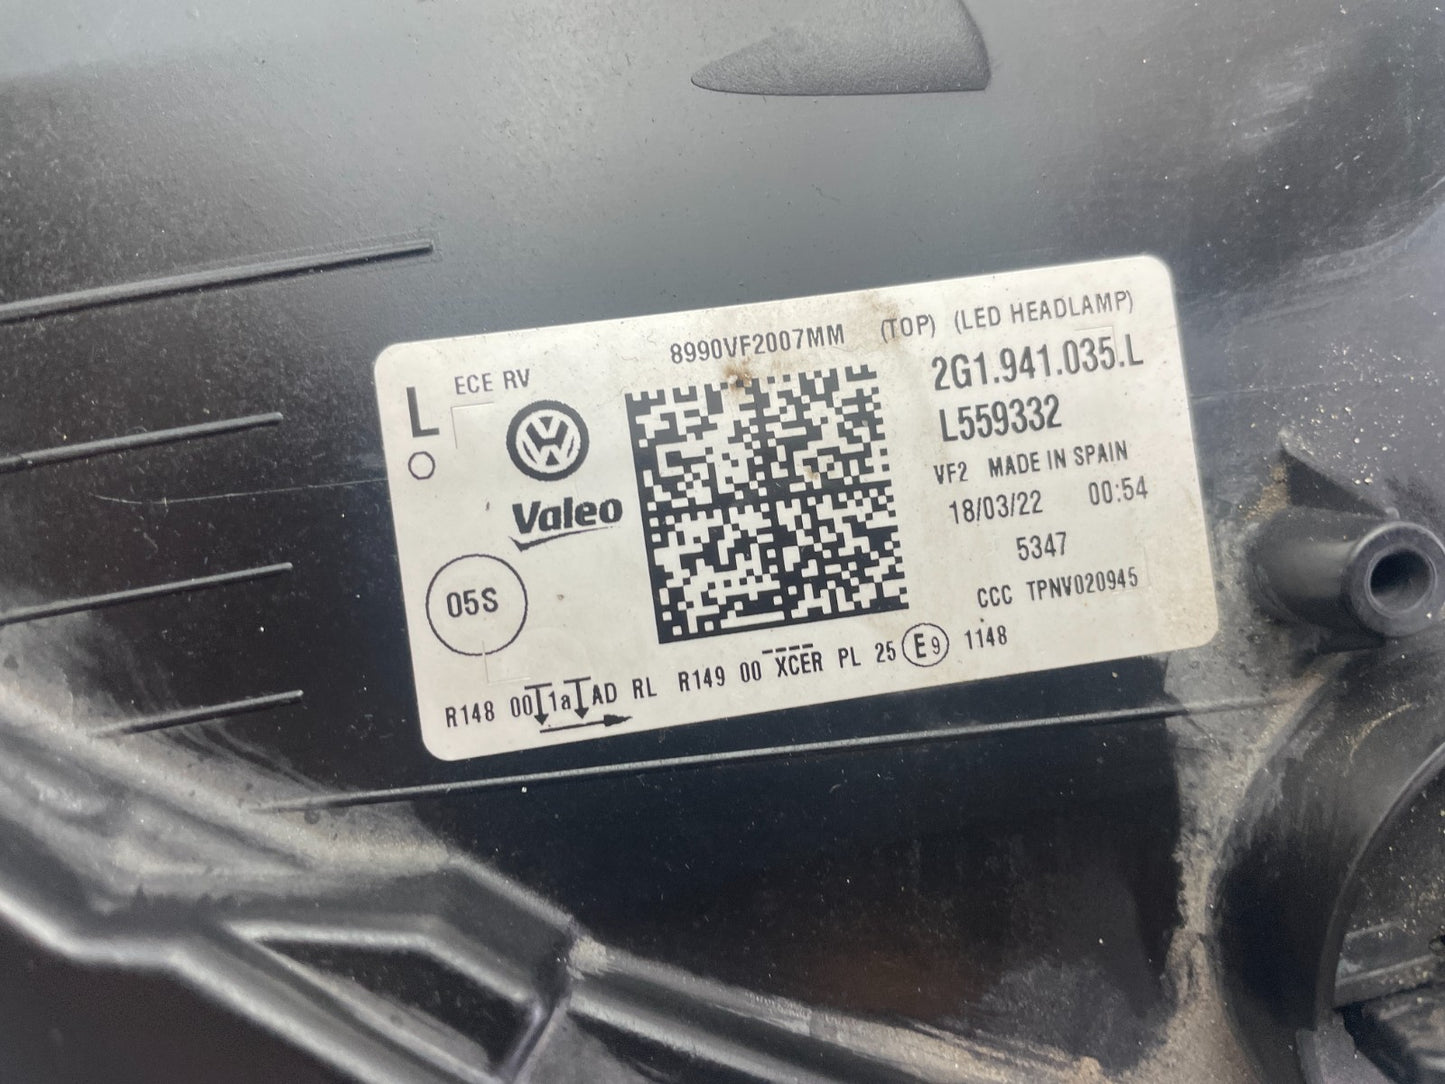 8990VF2007MM (TOP) (LED HEADLAMP)
L ECE RV
2G1.941.035.L
L559332
Valeo
VF2 MADE IN SPAIN
18/03/22 00:54
5347
05S
CCC TPNV020945
R148 00 1a AD RL R149 00 XCER PL 25 E9 1148